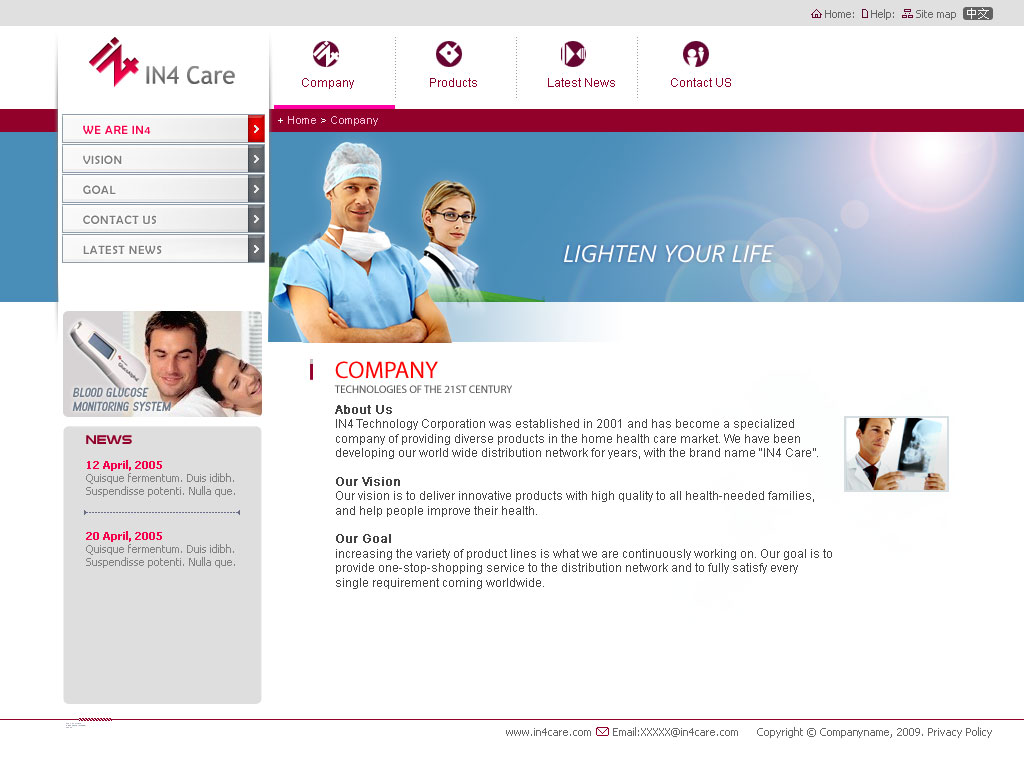 Home: Help: Site map 中文
IN4 Care
Company Products Latest News Contact US
+ Home > Company
WE ARE IN4
VISION
GOAL
CONTACT US
LATEST NEWS
LIGHTEN YOUR LIFE
BLOOD GLUCOSE
MONITORING SYSTEM
NEWS
12 April, 2005
Quisque fermentum. Duis idibh.
Suspendisse potenti. Nulla que.
20 April, 2005
Quisque fermentum. Duis idibh.
Suspendisse potenti. Nulla que.
COMPANY
TECHNOLOGIES OF THE 21ST CENTURY
About Us
IN4 Technology Corporation was established in 2001 and has become a specialized
company of providing diverse products in the home health care market. We have been
developing our world wide distribution network for years, with the brand name "IN4 Care".
Our Vision
Our vision is to deliver innovative products with high quality to all health-needed families,
and help people improve their health.
Our Goal
increasing the variety of product lines is what we are continuously working on. Our goal is to
provide one-stop-shopping service to the distribution network and to fully satisfy every
single requirement coming worldwide.
www.in4care.com Email:XXXXX@in4care.com Copyright © Companyname, 2009. Privacy Policy